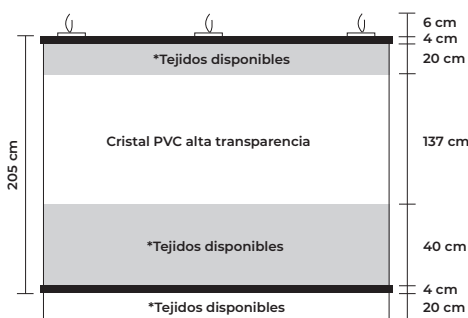 6 cm
4 cm
20 cm
*Tejidos disponibles
Cristal PVC alta transparencia
137 cm
205 cm
*Tejidos disponibles
40 cm
4 cm
*Tejidos disponibles
20 cm